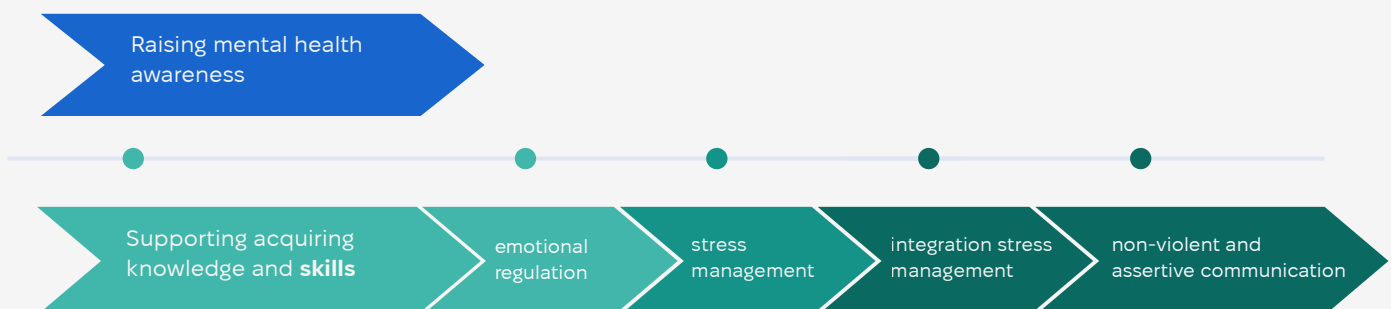 Raising mental health
awareness
Supporting acquiring
knowledge and skills
emotional
regulation
stress
management
integration stress
management
non-violent and
assertive communication